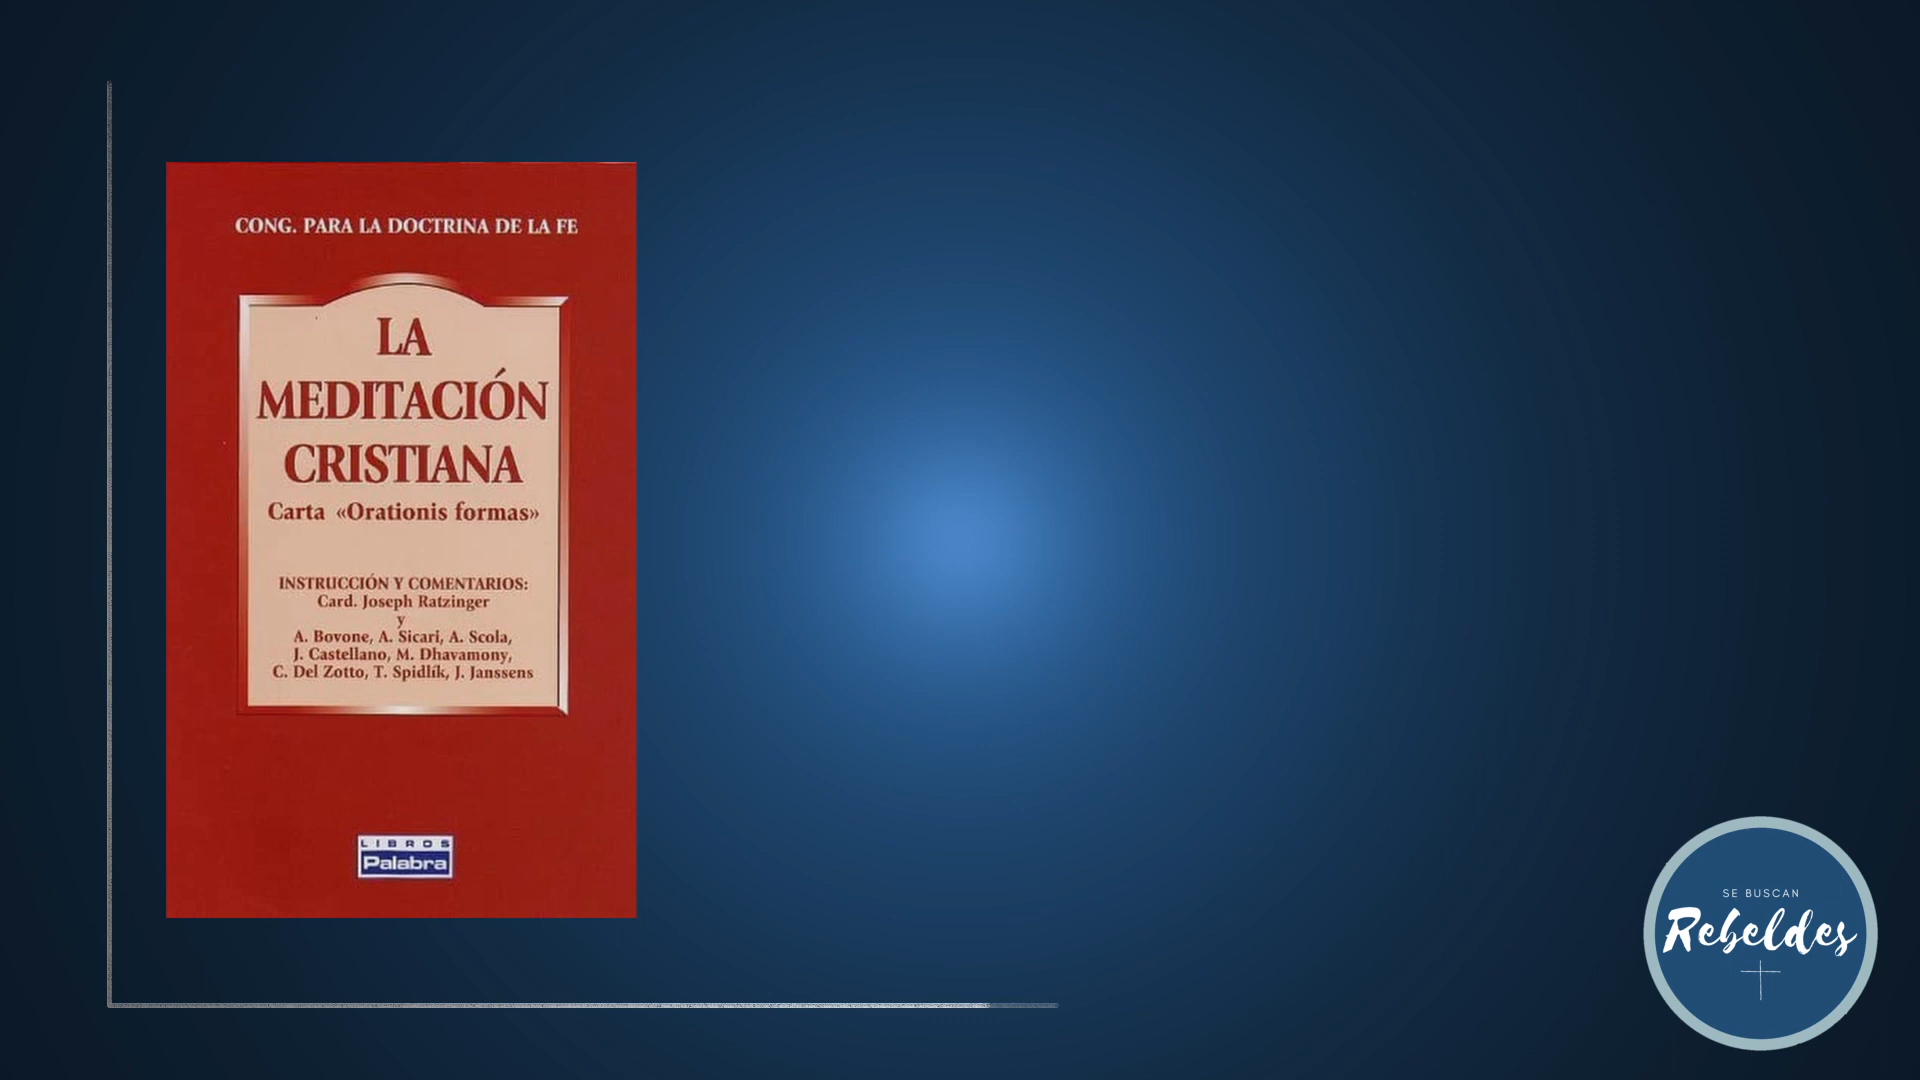 CONG. PARA LA DOCTRINA DE LA FE
LA
MEDITACIÓN
CRISTIANA
Carta «Orationis formas»
INSTRUCCIÓN Y COMENTARIOS:
Card. Joseph Ratzinger
y
A. Bovone, A. Sicari, A. Scola,
J. Castellano, M. Dhavamony,
C. Del Zotto, T. Spidlík, J. Janssens
LIBROS
Palabra
SE BUSCAN
Rebeldes